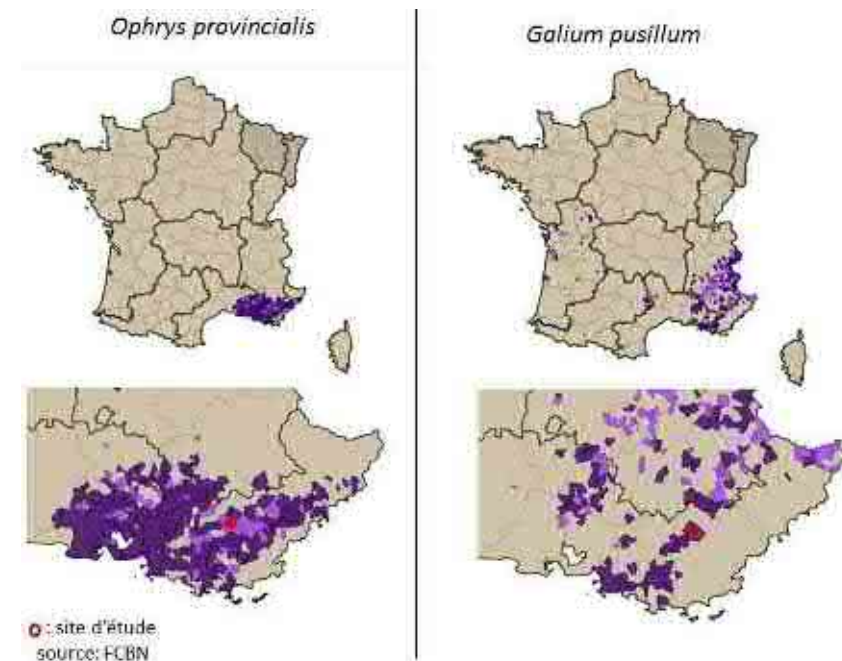 Ophrys provincialis
Galium pusillum
: site d'étude
source: FCBN